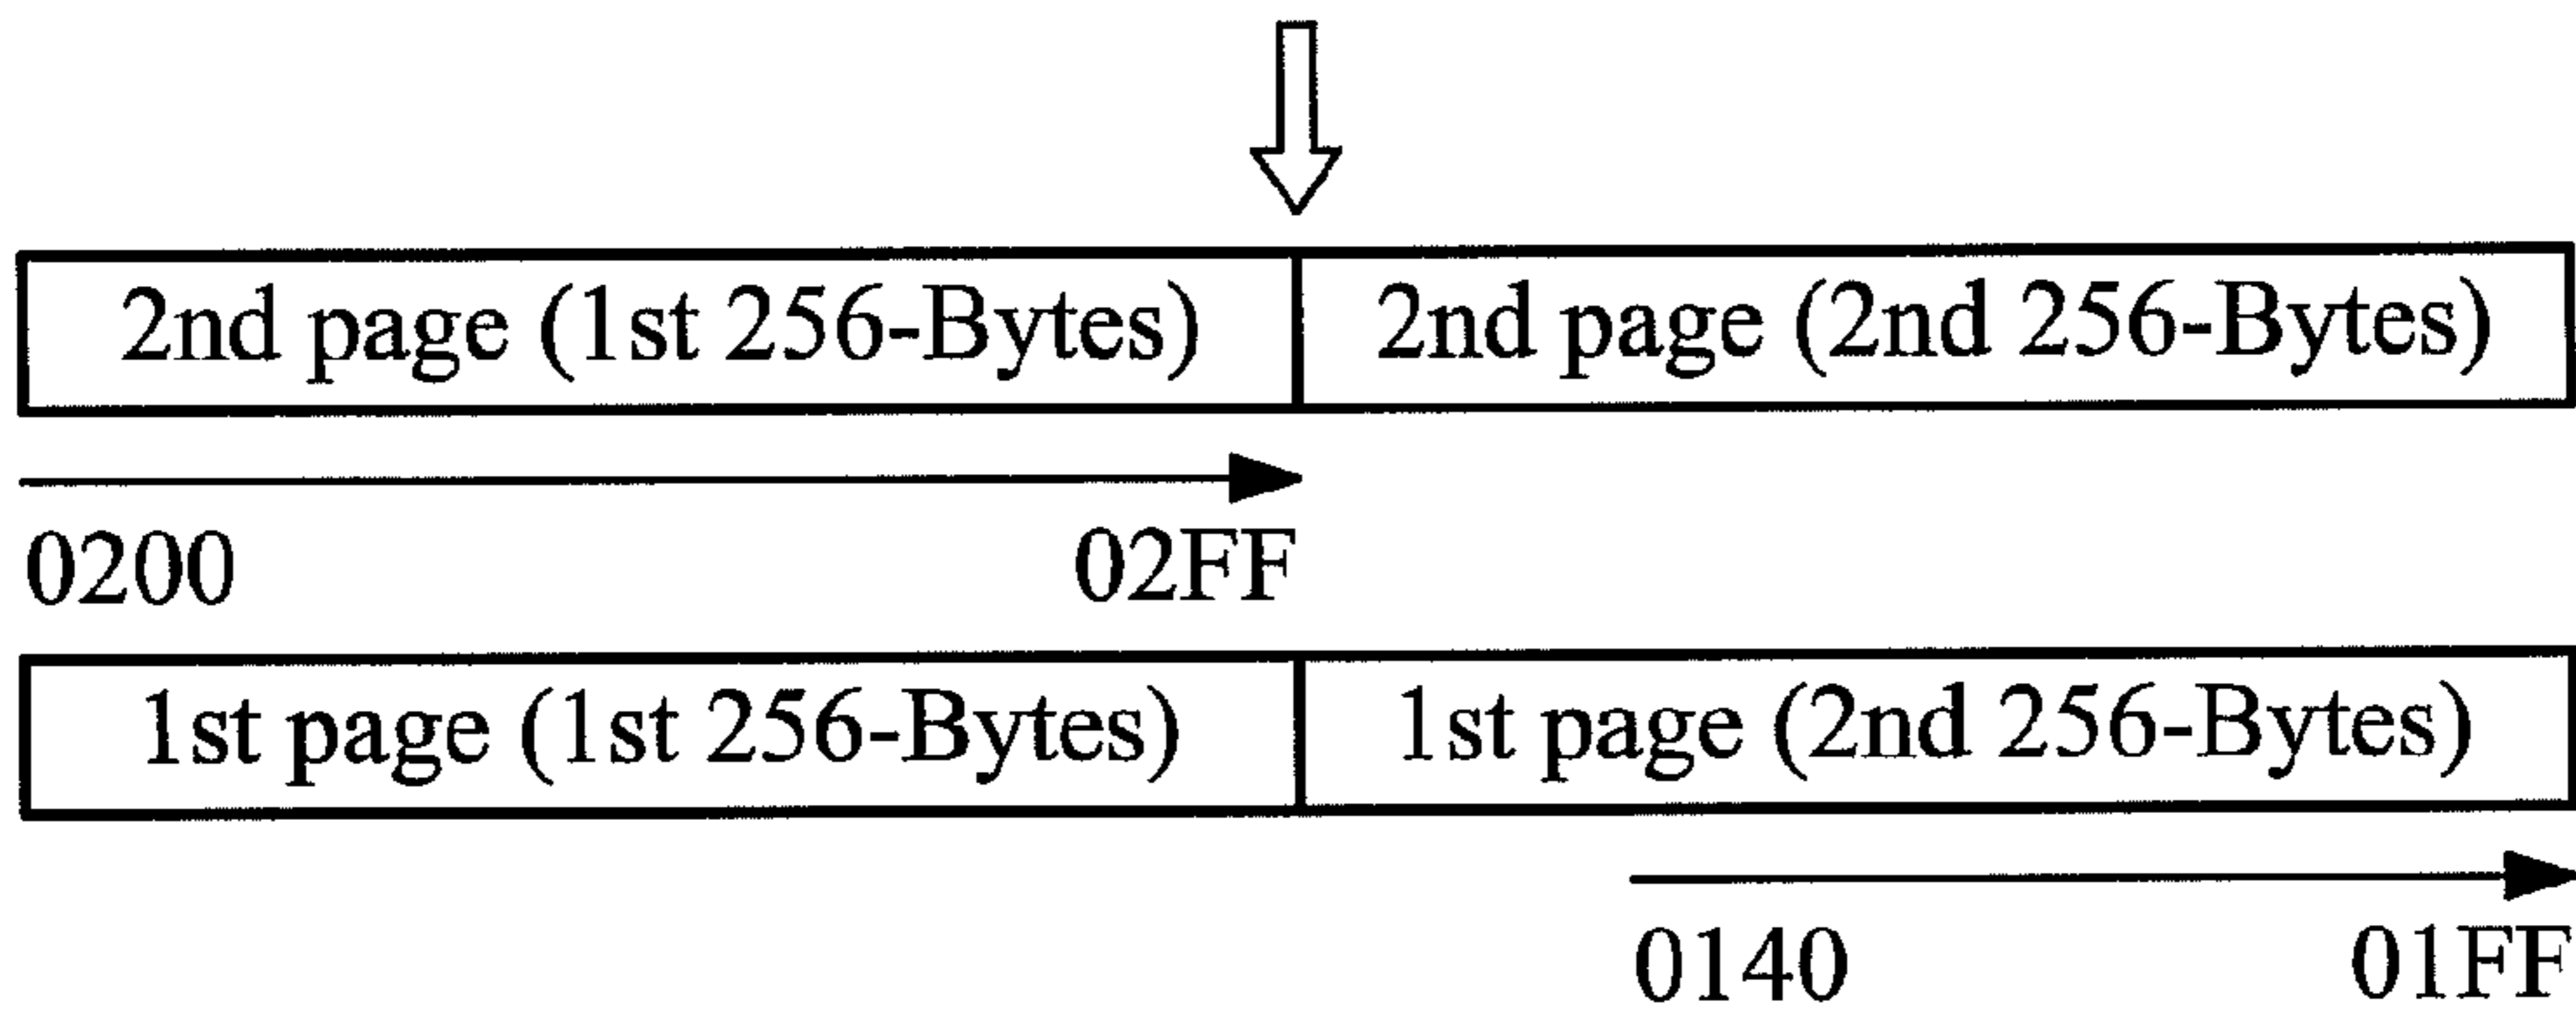 2nd page (1st 256-Bytes) 2nd page (2nd 256-Bytes)
0200 02FF
1st page (1st 256-Bytes) 1st page (2nd 256-Bytes)
0140 01FF